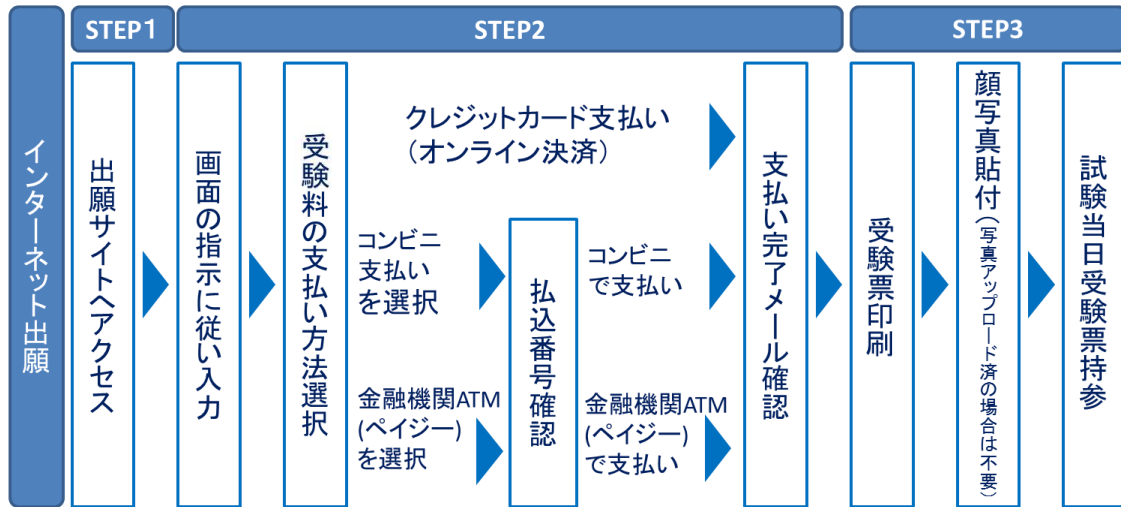 インターネット出願
STEP1
STEP2
STEP3
出願サイトへアクセス
画面の指示に従い入力
受験料の支払い方法選択
クレジットカード支払い
(オンライン決済)
コンビニ
支払い
を選択
金融機関ATM
(ペイジー)
を選択
払込番号確認
コンビニ
で支払い
金融機関ATM
(ペイジー)
で支払い
支払い完了メール確認
受験票印刷
顔写真貼付(写真アップロード済の場合は不要)
試験当日受験票持参